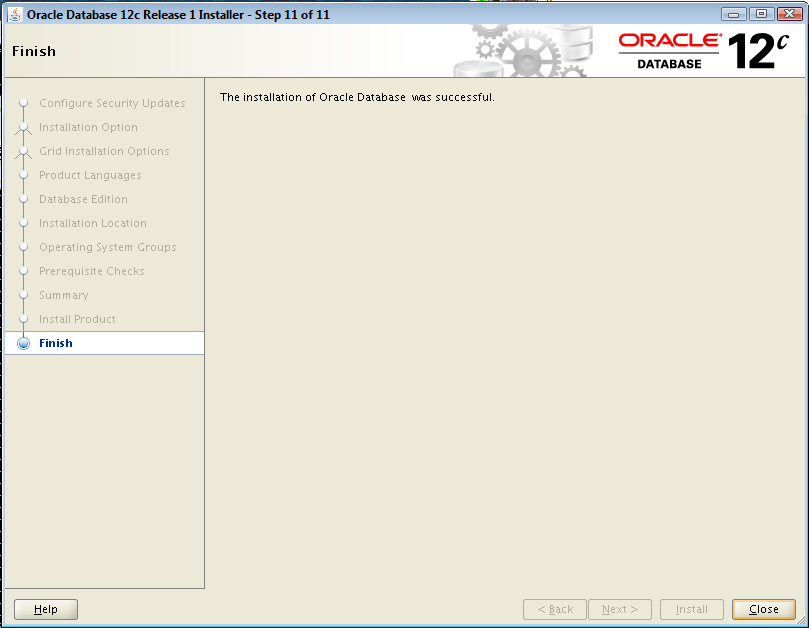 Oracle Database 12c Release 1 Installer - Step 11 of 11
Finish
ORACLE®
DATABASE
12c
Configure Security Updates
Installation Option
Grid Installation Options
Product Languages
Database Edition
Installation Location
Operating System Groups
Prerequisite Checks
Summary
Install Product
Finish
The installation of Oracle Database  was successful.
Help
< Back
Next >
Install
Close